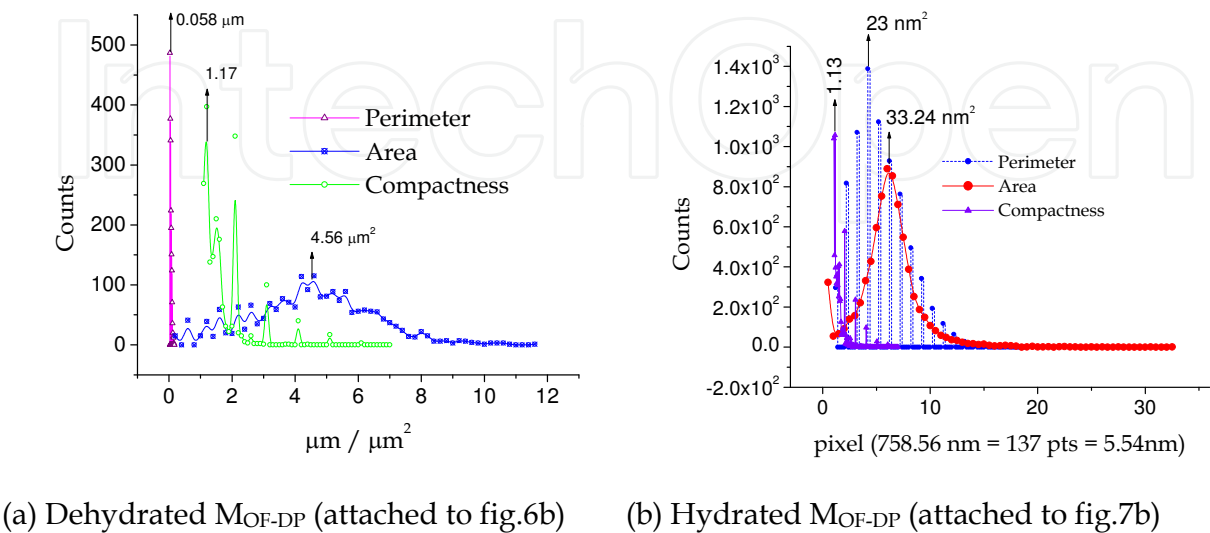 IntechOpen
0.058 μm
1.17
4.56 μm²
Perimeter
Area
Compactness
Counts
500
400
300
200
100
0
0 2 4 6 8 10 12
μm / μm²
(a) Dehydrated M_OF-DP (attached to fig.6b)
1.13
23 nm²
33.24 nm²
Perimeter
Area
Compactness
Counts
1.4x10³
1.2x10³
1.0x10³
8.0x10²
6.0x10²
4.0x10²
2.0x10²
0.0
-2.0x10²
0 10 20 30
pixel (758.56 nm = 137 pts = 5.54nm)
(b) Hydrated M_OF-DP (attached to fig.7b)